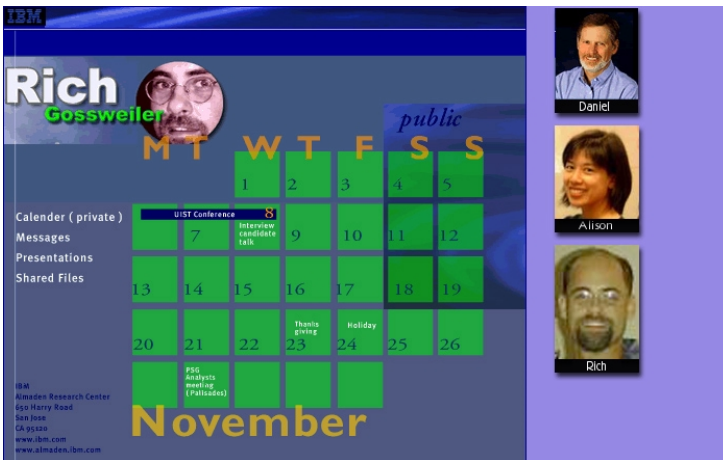 IBM
Rich
Gossweiler
public
M T W T F S S
1 2 3 4 5
UIST Conference 8
Interview
candidate
talk
7 9 10 11 12
13 14 15 16 17 18 19
Thanks
giving
Holiday
20 21 22 23 24 25 26
PSG
Analysts
meeting
(Palisades)
November
Calender ( private )
Messages
Presentations
Shared Files
IBM
Almaden Research Center
650 Harry Road
San Jose
CA 95120
www.ibm.com
www.almaden.ibm.com
Daniel
Alison
Rich